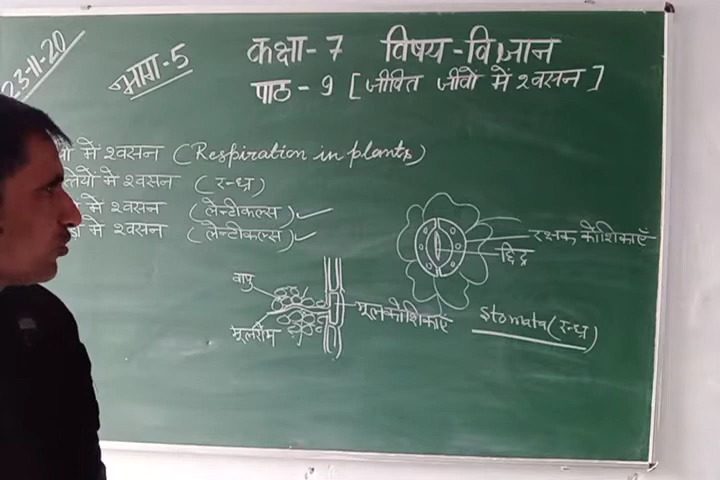 23-11-20
भाग-5
कक्षा-7 विषय-विज्ञान
पाठ-9 [जीवित जीवों में श्वसन]
में श्वसन (Respiration in plants)
में श्वसन (रन्ध्र)
में श्वसन (लेन्टीकल्स)
में श्वसन (लेन्टीकल्स)
रक्षक कोशिकाएँ
छिद्र
वायु
मूलरोम
मूलकोशिकाएं
Stomata (रन्ध्र)